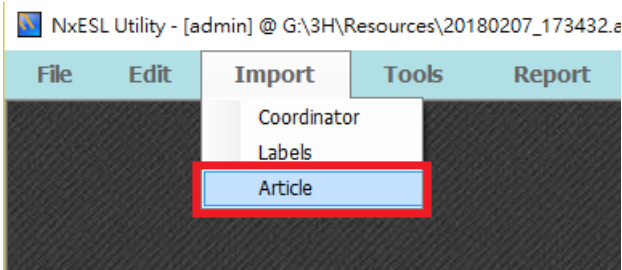 NxESL Utility - [admin] @ G:\3H\Resources\20180207_173432.a
File Edit Import Tools Report
Coordinator
Labels
Article